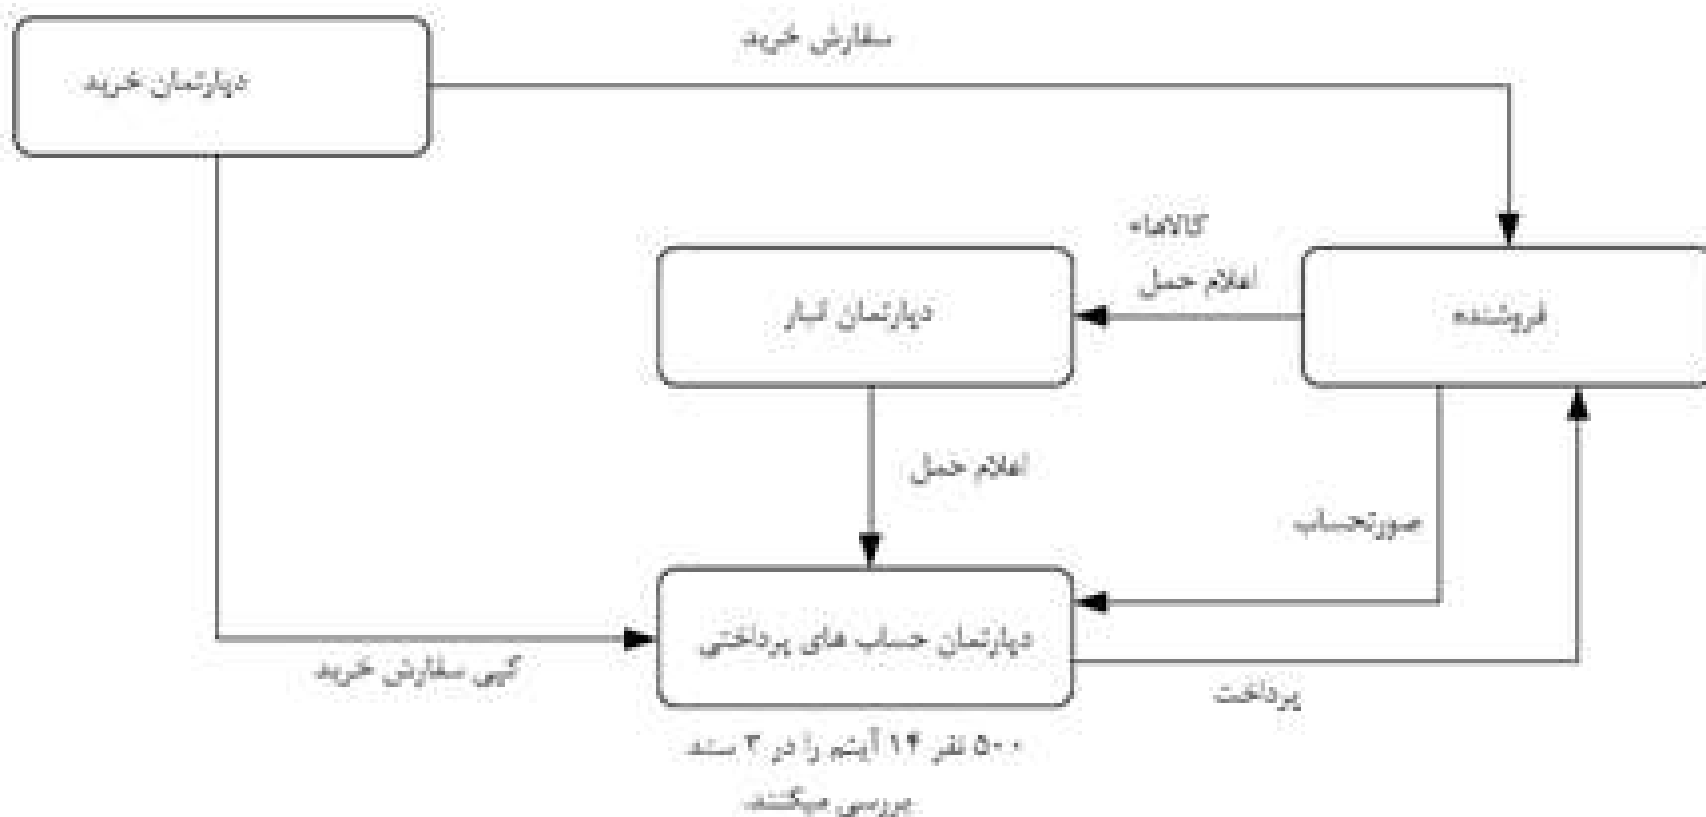 سفارش خرید
دپارتمان خرید
کالاها+
اعلام حمل
دپارتمان انبار
فروشنده
اعلام حمل
صورتحساب
دپارتمان حساب های پرداختی
کپی سفارش خرید
پرداخت
۵۰۰ نفر ۱۴ آیتم را در ۳ سند
بررسی میکنند.